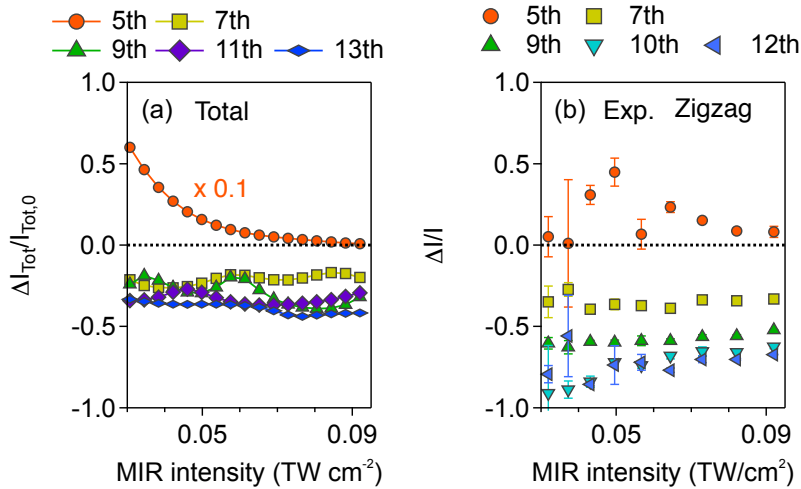 5th 7th
9th 11th 13th
(a) Total
x 0.1
1.0
0.5
0.0
-0.5
-1.0
ΔI_Tot/I_Tot,0
0.05 0.09
MIR intensity (TW cm⁻²)
5th 7th
9th 10th 12th
(b) Exp. Zigzag
1.0
0.5
0.0
-0.5
-1.0
ΔI/I
0.05 0.09
MIR intensity (TW/cm²)